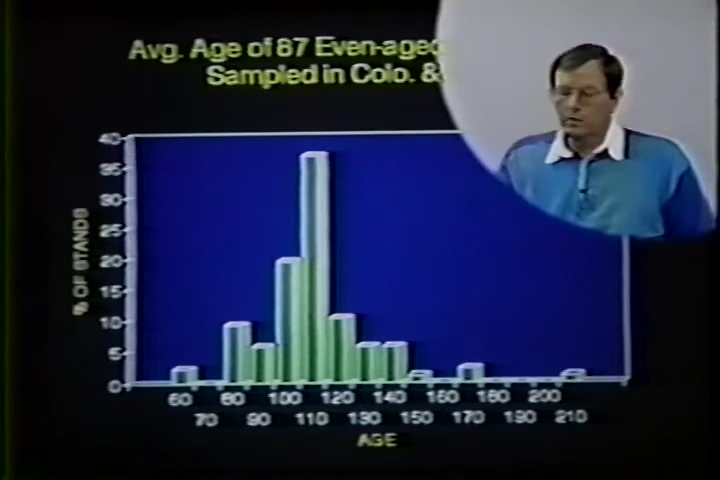 Avg. Age of 87 Even-aged
Sampled in Colo. &
% OF STANDS
40
35
30
25
20
15
10
5
0
60 80 100 120 140 160 180 200
70 90 110 130 150 170 190 210
AGE